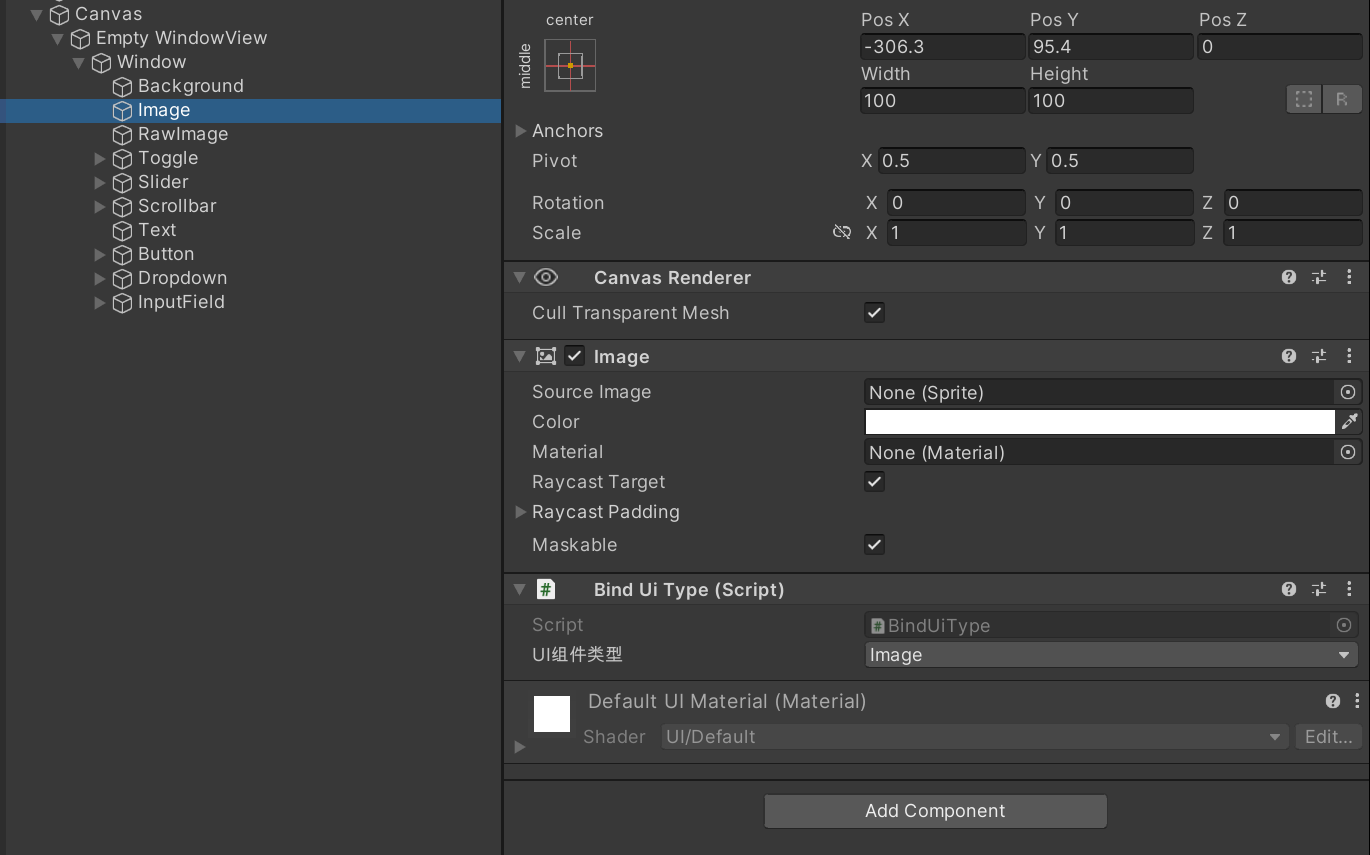 Canvas
Empty WindowView
Window
Background
Image
RawImage
Toggle
Slider
Scrollbar
Text
Button
Dropdown
InputField
center
middle
Pos X Pos Y Pos Z
-306.3 95.4 0
Width Height
100 100
R
Anchors
Pivot X 0.5 Y 0.5
Rotation X 0 Y 0 Z 0
Scale X 1 Y 1 Z 1
Canvas Renderer
Cull Transparent Mesh
Image
Source Image None (Sprite)
Color
Material None (Material)
Raycast Target
Raycast Padding
Maskable
# Bind Ui Type (Script)
Script # BindUiType
UI组件类型 Image
Default UI Material (Material)
Shader UI/Default Edit...
Add Component